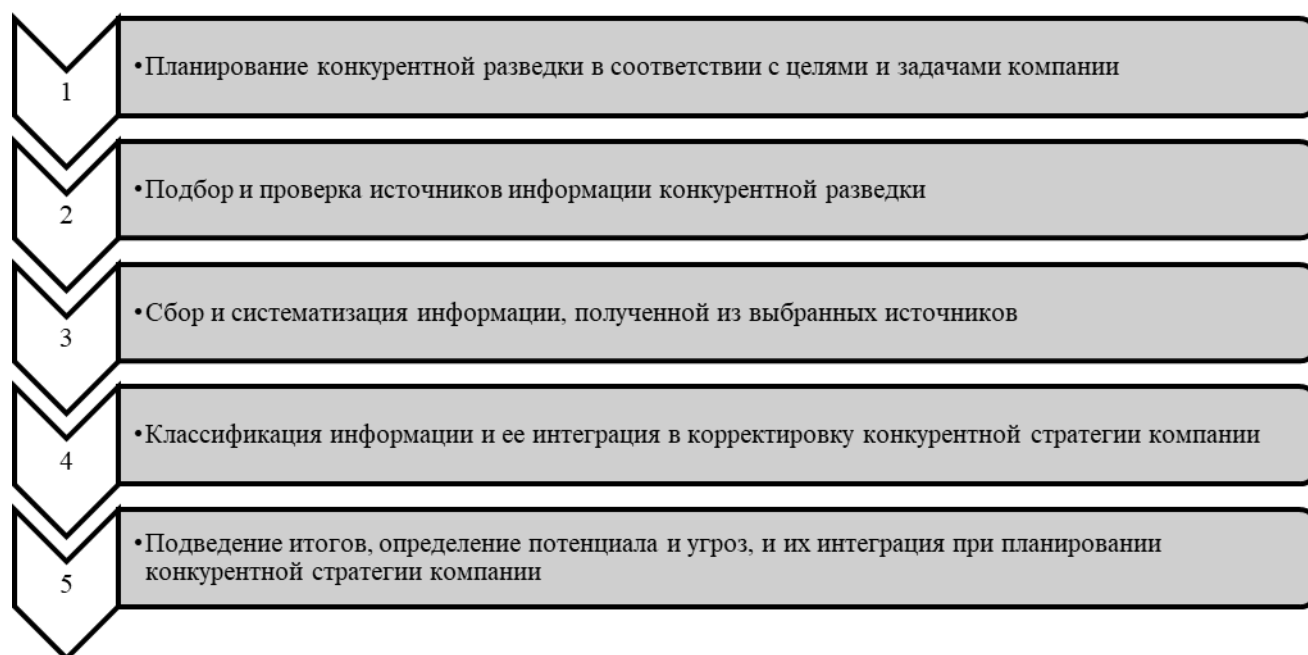 1
•Планирование конкурентной разведки в соответствии с целями и задачами компании
2
•Подбор и проверка источников информации конкурентной разведки
3
•Сбор и систематизация информации, полученной из выбранных источников
4
•Классификация информации и ее интеграция в корректировку конкурентной стратегии компании
5
•Подведение итогов, определение потенциала и угроз, и их интеграция при планировании
конкурентной стратегии компании